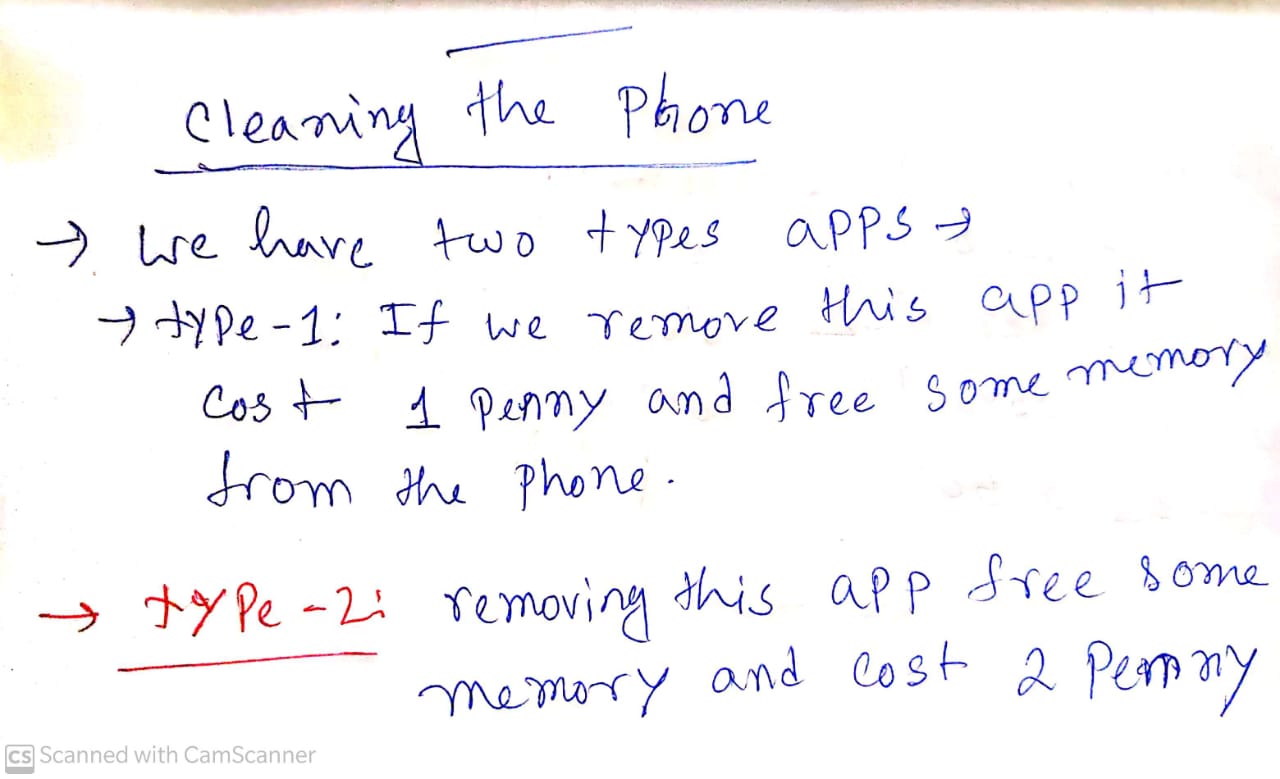 Cleaning the Phone
→ we have two types apps →
→ type-1: If we remove this app it
cost 1 Penny and free some memory
from the Phone.
→ type-2: removing this app free some
memory and cost 2 Penny
CS Scanned with CamScanner